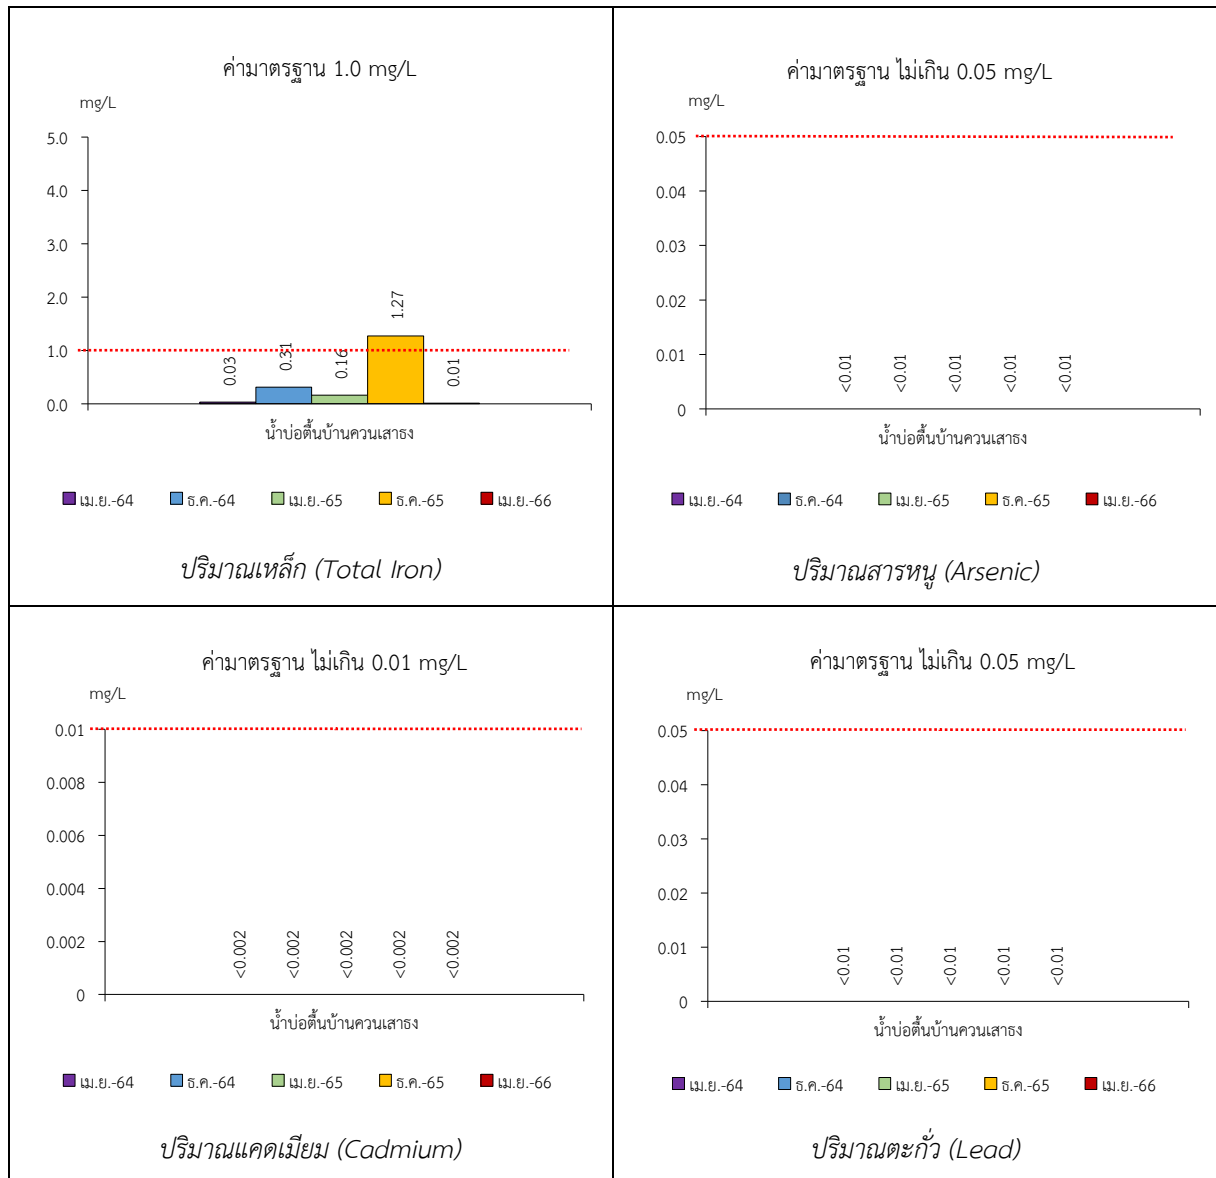 ค่ามาตรฐาน 1.0 mg/L
mg/L
5.0
4.0
3.0
2.0
1.0
0.0
0.03
0.31
0.16
1.27
0.01
น้ำบ่อตื้นบ้านควนเสาธง
เม.ย.-64 ธ.ค.-64 เม.ย.-65 ธ.ค.-65 เม.ย.-66
ปริมาณเหล็ก (Total Iron)
ค่ามาตรฐาน ไม่เกิน 0.05 mg/L
mg/L
0.05
0.04
0.03
0.02
0.01
0
<0.01
<0.01
<0.01
<0.01
<0.01
น้ำบ่อตื้นบ้านควนเสาธง
เม.ย.-64 ธ.ค.-64 เม.ย.-65 ธ.ค.-65 เม.ย.-66
ปริมาณสารหนู (Arsenic)
ค่ามาตรฐาน ไม่เกิน 0.01 mg/L
mg/L
0.01
0.008
0.006
0.004
0.002
0
<0.002
<0.002
<0.002
<0.002
<0.002
น้ำบ่อตื้นบ้านควนเสาธง
เม.ย.-64 ธ.ค.-64 เม.ย.-65 ธ.ค.-65 เม.ย.-66
ปริมาณแคดเมียม (Cadmium)
ค่ามาตรฐาน ไม่เกิน 0.05 mg/L
mg/L
0.05
0.04
0.03
0.02
0.01
0
<0.01
<0.01
<0.01
<0.01
<0.01
น้ำบ่อตื้นบ้านควนเสาธง
เม.ย.-64 ธ.ค.-64 เม.ย.-65 ธ.ค.-65 เม.ย.-66
ปริมาณตะกั่ว (Lead)